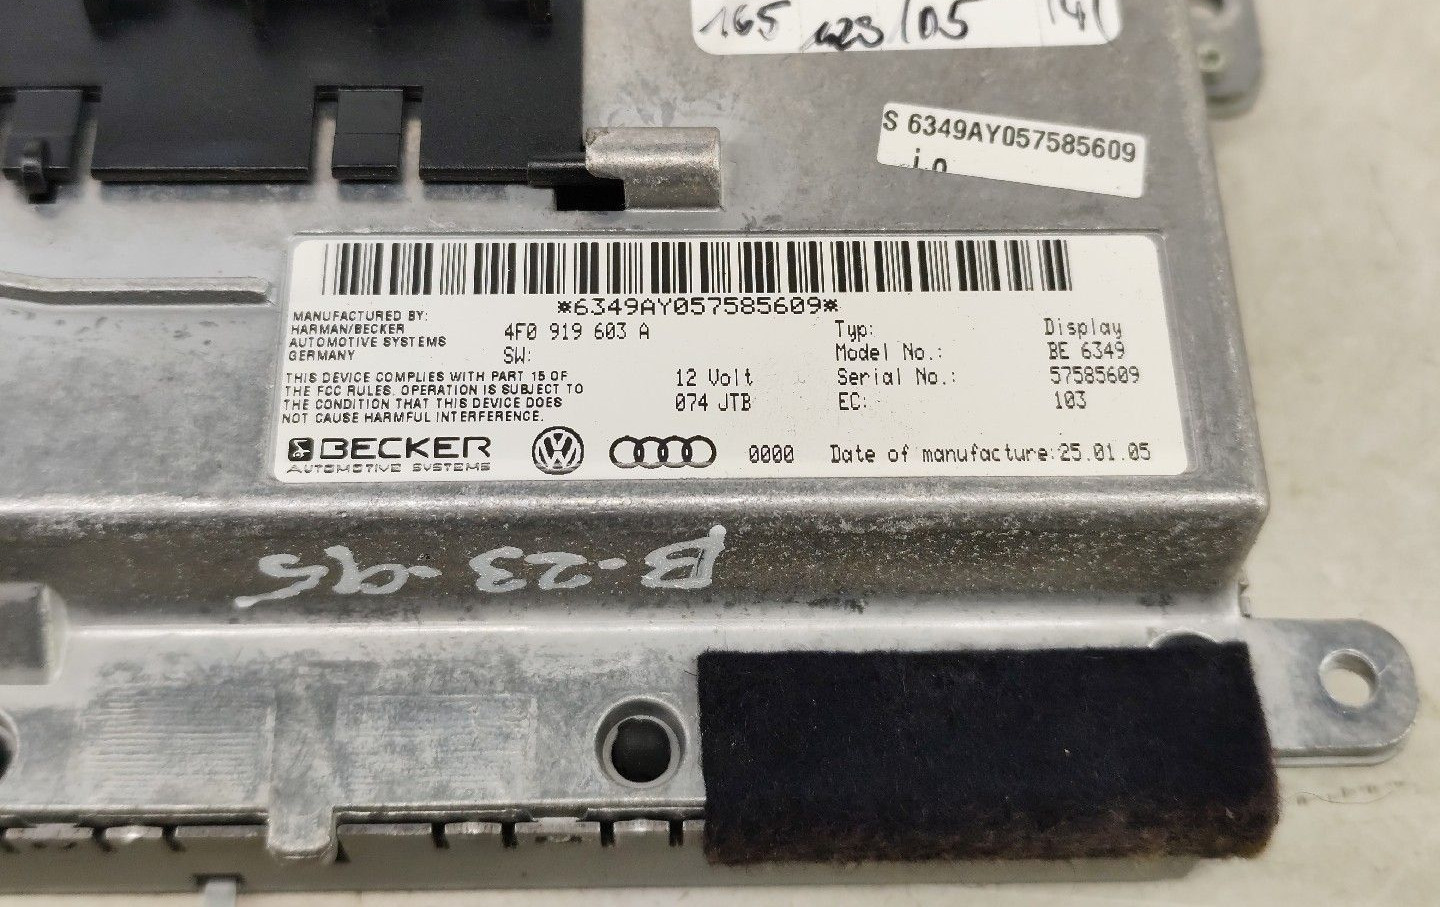 165 /05 141
S 6349AY057585609
i.o
*6349AY057585609*
MANUFACTURED BY:
HARMAN/BECKER
AUTOMOTIVE SYSTEMS
GERMANY
4F0 919 603 A
SW:
Typ: Display
Model No.: BE 6349
THIS DEVICE COMPLIES WITH PART 15 OF
THE FCC RULES. OPERATION IS SUBJECT TO
THE CONDITION THAT THIS DEVICE DOES
NOT CAUSE HARMFUL INTERFERENCE.
12 Volt
074 JTB
Serial No.: 57585609
EC: 103
BECKER
AUTOMOTIVE SYSTEMS
0000 Date of manufacture:25.01.05
B-23-95